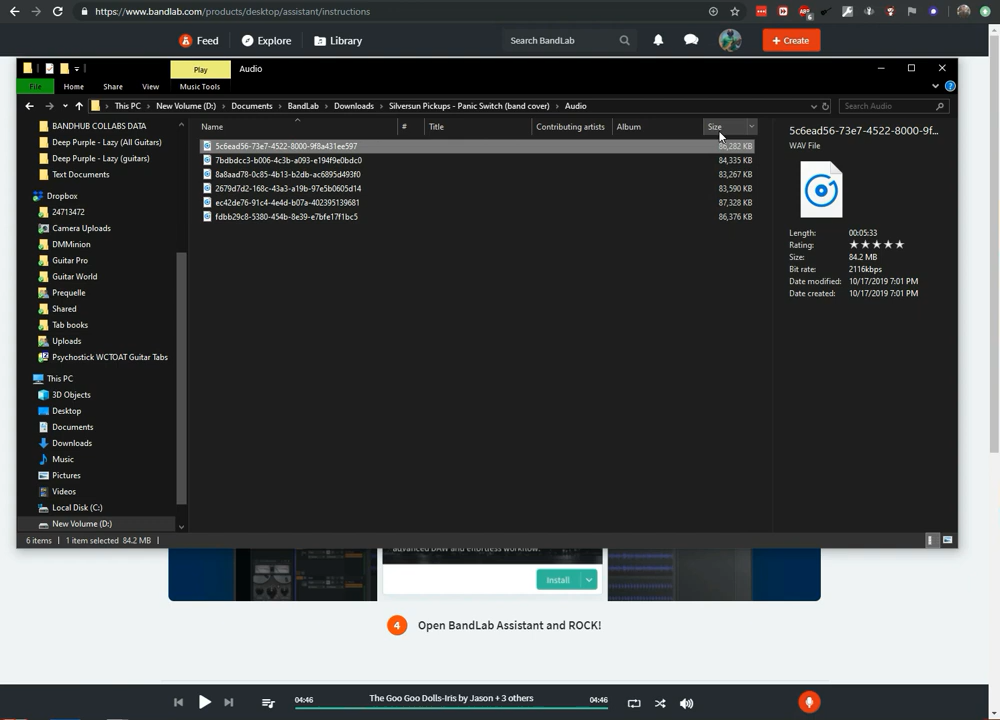 https://www.bandlab.com/products/desktop/assistant/instructions
6
Feed
Explore
Library
Search BandLab
+ Create
Play
Audio
File
Home
Share
View
Music Tools
This PC > New Volume (D:) > Documents > BandLab > Downloads > Silversun Pickups - Panic Switch (band cover) > Audio
Search Audio
BANDHUB COLLABS DATA
Deep Purple - Lazy (All Guitars)
Deep Purple - Lazy (guitars)
Text Documents
Dropbox
24713472
Camera Uploads
DMMinion
Guitar Pro
Guitar World
Prequelle
Shared
Tab books
Uploads
Psychostick WCTOAT Guitar Tabs
This PC
3D Objects
Desktop
Documents
Downloads
Music
Pictures
Videos
Local Disk (C:)
New Volume (D:)
Name # Title Contributing artists Album Size
5c6ead56-73e7-4522-8000-9f8a431ee597 86,282 KB
7bdbdcc3-b006-4c3b-a093-e194f9e0bdc0 84,335 KB
8a8aad78-0c85-4b13-b2db-ac6895d493f0 83,267 KB
2679d7d2-168c-43a3-a19b-97e5b0605d14 83,590 KB
ec42de76-91c4-4e4d-b07a-402395139681 87,328 KB
fdbb29c8-5380-454b-8e39-e7bfe17f1bc5 86,376 KB
5c6ead56-73e7-4522-8000-9f...
WAV File
Length: 00:05:33
Rating: ★★★★★
Size: 84.2 MB
Bit rate: 2116kbps
Date modified: 10/17/2019 7:01 PM
Date created: 10/17/2019 7:01 PM
6 items
1 item selected 84.2 MB
advanced DAW and effortless workflow.
Install
4 Open BandLab Assistant and ROCK!
04:46
The Goo Goo Dolls-Iris by Jason + 3 others
04:46